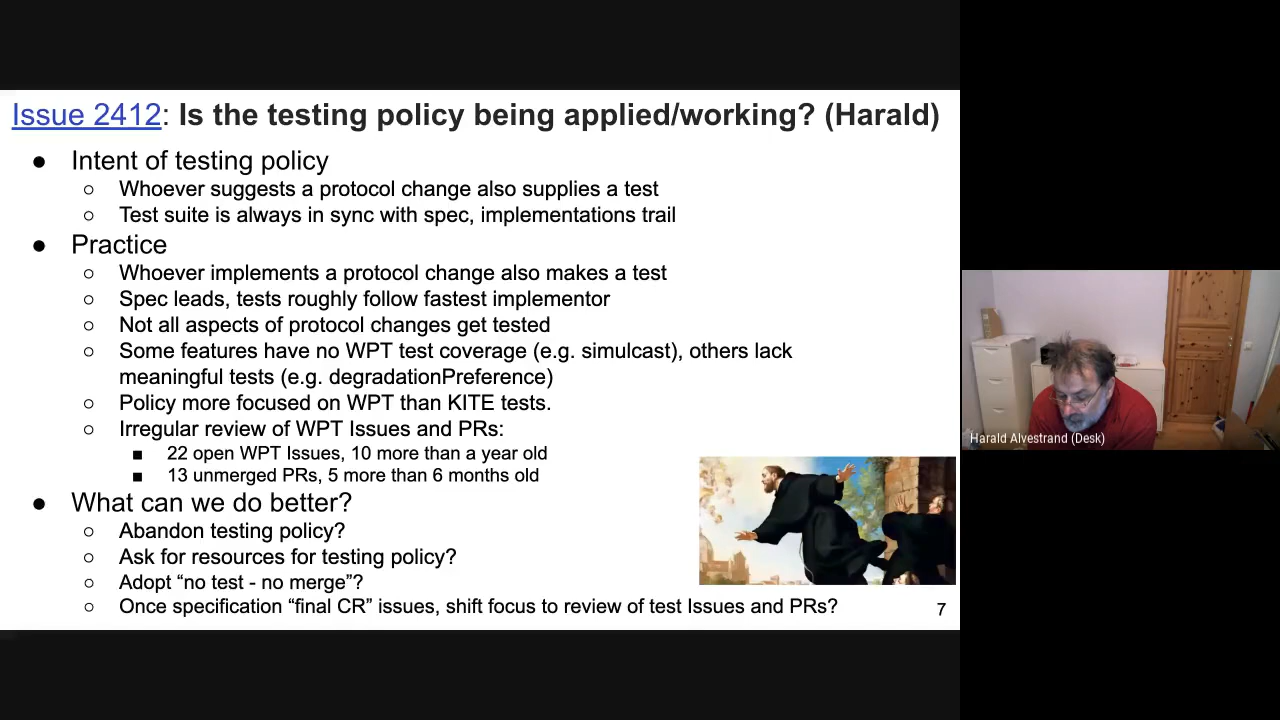 Issue 2412: Is the testing policy being applied/working? (Harald)
● Intent of testing policy
○ Whoever suggests a protocol change also supplies a test
○ Test suite is always in sync with spec, implementations trail
● Practice
○ Whoever implements a protocol change also makes a test
○ Spec leads, tests roughly follow fastest implementor
○ Not all aspects of protocol changes get tested
○ Some features have no WPT test coverage (e.g. simulcast), others lack
meaningful tests (e.g. degradationPreference)
○ Policy more focused on WPT than KITE tests.
○ Irregular review of WPT Issues and PRs:
■ 22 open WPT Issues, 10 more than a year old
■ 13 unmerged PRs, 5 more than 6 months old
● What can we do better?
○ Abandon testing policy?
○ Ask for resources for testing policy?
○ Adopt “no test - no merge”?
○ Once specification “final CR” issues, shift focus to review of test Issues and PRs?
7
Harald Alvestrand (Desk)